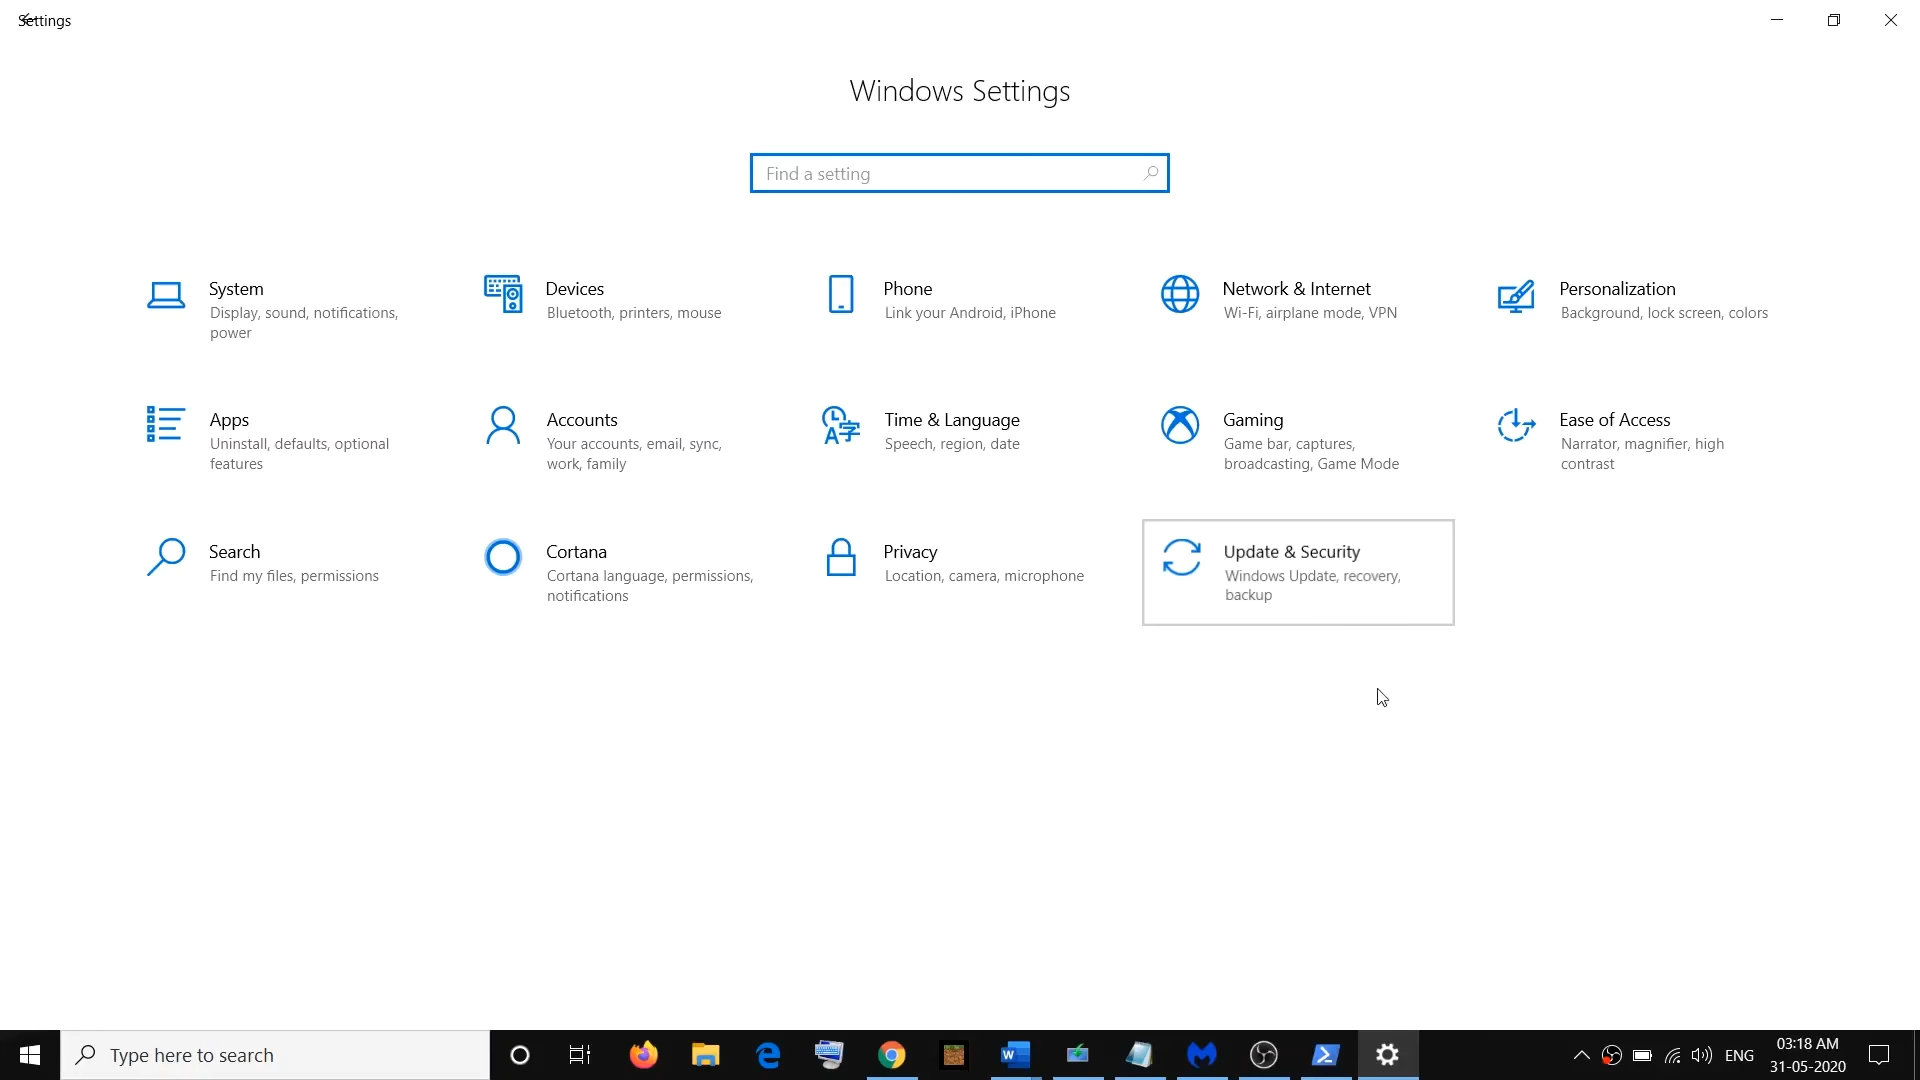 Settings
Windows Settings
Find a setting
System
Display, sound, notifications,
power
Devices
Bluetooth, printers, mouse
Phone
Link your Android, iPhone
Network & Internet
Wi-Fi, airplane mode, VPN
Personalization
Background, lock screen, colors
Apps
Uninstall, defaults, optional
features
Accounts
Your accounts, email, sync,
work, family
Time & Language
Speech, region, date
Gaming
Game bar, captures,
broadcasting, Game Mode
Ease of Access
Narrator, magnifier, high
contrast
Search
Find my files, permissions
Cortana
Cortana language, permissions,
notifications
Privacy
Location, camera, microphone
Update & Security
Windows Update, recovery,
backup
Type here to search
ENG
03:18 AM
31-05-2020